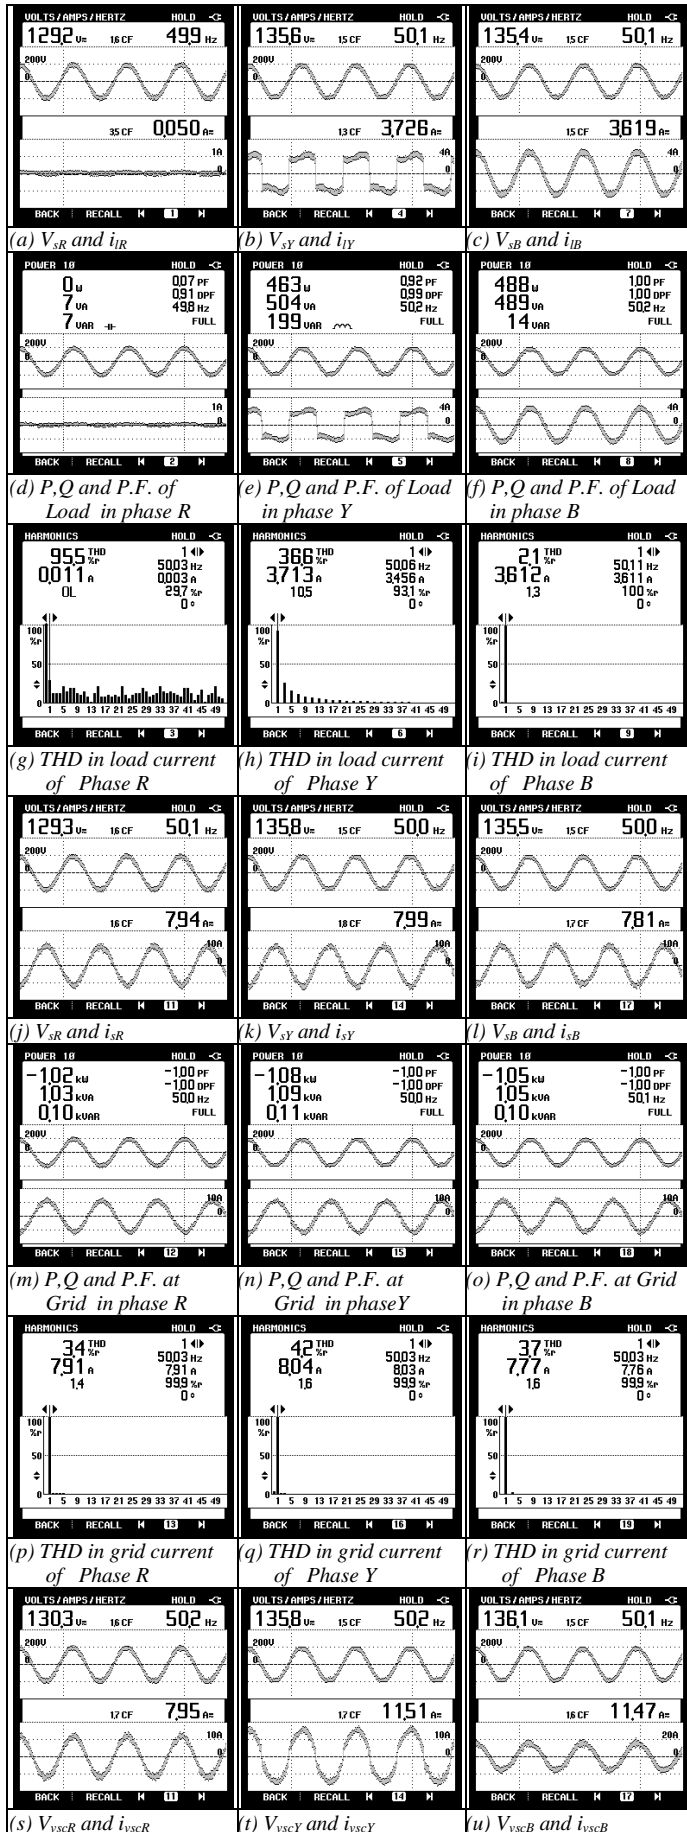 VOLTS/AMPS/HERTZ HOLD
129,2 V≂ 1,6 CF 49,9 Hz
200V
0
3,5 CF 0,050 A≂
1A
0
BACK RECALL 1
(a) VsR and ilR
VOLTS/AMPS/HERTZ HOLD
135,6 V≂ 1,5 CF 50,1 Hz
200V
0
1,3 CF 3,726 A≂
4A
0
BACK RECALL 4
(b) VsY and ilY
VOLTS/AMPS/HERTZ HOLD
135,4 V≂ 1,5 CF 50,1 Hz
200V
0
1,5 CF 3,619 A≂
4A
0
BACK RECALL 7
(c) VsB and ilB
POWER 1Ø HOLD
0 W 0,07 PF
7 VA 0,91 DPF
49,8 Hz
7 VAR FULL
200V
0
1A
0
BACK RECALL 2
(d) P,Q and P.F. of
Load in phase R
POWER 1Ø HOLD
463 W 0,92 PF
504 VA 0,99 DPF
50,2 Hz
199 VAR FULL
200V
0
4A
0
BACK RECALL 5
(e) P,Q and P.F. of Load
in phase Y
POWER 1Ø HOLD
488 W 1,00 PF
489 VA 1,00 DPF
50,2 Hz
14 VAR FULL
200V
0
4A
0
BACK RECALL 8
(f) P,Q and P.F. of Load
in phase B
HARMONICS HOLD
95,5 THD %r 1
50,03 Hz
0,011 A 0,003 A
OL 29,7 %r
0 °
100
%r
50
0
1 5 9 13 17 21 25 29 33 37 41 45 49
BACK RECALL 3
(g) THD in load current
of Phase R
HARMONICS HOLD
36,6 THD %r 1
50,06 Hz
3,713 A 3,456 A
10,5 93,1 %r
0 °
100
%r
50
0
1 5 9 13 17 21 25 29 33 37 41 45 49
BACK RECALL 6
(h) THD in load current
of Phase Y
HARMONICS HOLD
2,1 THD %r 1
50,11 Hz
3,612 A 3,611 A
1,3 100 %r
0 °
100
%r
50
0
1 5 9 13 17 21 25 29 33 37 41 45 49
BACK RECALL 9
(i) THD in load current
of Phase B
VOLTS/AMPS/HERTZ HOLD
129,3 V≂ 1,6 CF 50,1 Hz
200V
0
1,6 CF 7,94 A≂
10A
0
BACK RECALL 11
(j) VsR and isR
VOLTS/AMPS/HERTZ HOLD
135,8 V≂ 1,5 CF 50,0 Hz
200V
0
1,8 CF 7,99 A≂
10A
0
BACK RECALL 14
(k) VsY and isY
VOLTS/AMPS/HERTZ HOLD
135,5 V≂ 1,5 CF 50,0 Hz
200V
0
1,7 CF 7,81 A≂
10A
0
BACK RECALL 17
(l) VsB and isB
POWER 1Ø HOLD
-1,02 kW -1,00 PF
1,03 kVA -1,00 DPF
50,0 Hz
0,10 kVAR FULL
200V
0
10A
0
BACK RECALL 12
(m) P,Q and P.F. at
Grid in phase R
POWER 1Ø HOLD
-1,08 kW -1,00 PF
1,09 kVA -1,00 DPF
50,0 Hz
0,11 kVAR FULL
200V
0
10A
0
BACK RECALL 15
(n) P,Q and P.F. at
Grid in phaseY
POWER 1Ø HOLD
-1,05 kW -1,00 PF
1,05 kVA -1,00 DPF
50,1 Hz
0,10 kVAR FULL
200V
0
10A
0
BACK RECALL 18
(o) P,Q and P.F. at Grid
in phase B
HARMONICS HOLD
3,4 THD %r 1
50,03 Hz
7,91 A 7,91 A
1,4 99,9 %r
0 °
100
%r
50
0
1 5 9 13 17 21 25 29 33 37 41 45 49
BACK RECALL 13
(p) THD in grid current
of Phase R
HARMONICS HOLD
4,2 THD %r 1
50,03 Hz
8,04 A 8,03 A
1,6 99,9 %r
0 °
100
%r
50
0
1 5 9 13 17 21 25 29 33 37 41 45 49
BACK RECALL 16
(q) THD in grid current
of Phase Y
HARMONICS HOLD
3,7 THD %r 1
50,03 Hz
7,77 A 7,76 A
1,6 99,9 %r
0 °
100
%r
50
0
1 5 9 13 17 21 25 29 33 37 41 45 49
BACK RECALL 19
(r) THD in grid current
of Phase B
VOLTS/AMPS/HERTZ HOLD
130,3 V≂ 1,6 CF 50,2 Hz
200V
0
1,7 CF 7,95 A≂
10A
0
BACK RECALL 11
(s) VvscR and ivscR
VOLTS/AMPS/HERTZ HOLD
135,8 V≂ 1,5 CF 50,2 Hz
200V
0
1,7 CF 11,51 A≂
10A
0
BACK RECALL 14
(t) VvscY and ivscY
VOLTS/AMPS/HERTZ HOLD
136,1 V≂ 1,5 CF 50,1 Hz
200V
0
1,6 CF 11,47 A≂
20A
0
BACK RECALL 17
(u) VvscB and ivscB